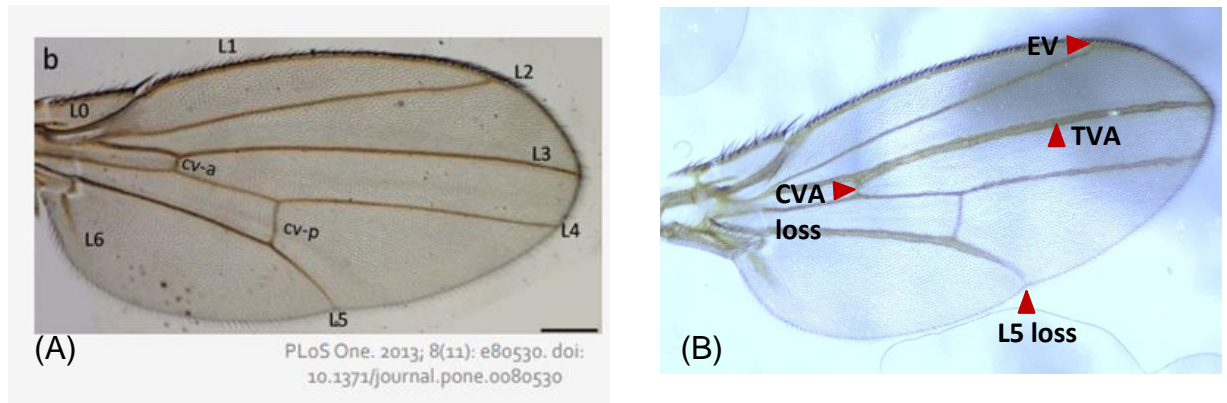 b
L1
L2
L0
L3
cv-a
L4
L6
cv-p
L5
(A)
PLoS One. 2013; 8(11): e80530. doi:
10.1371/journal.pone.0080530
EV
TVA
CVA
loss
L5 loss
(B)